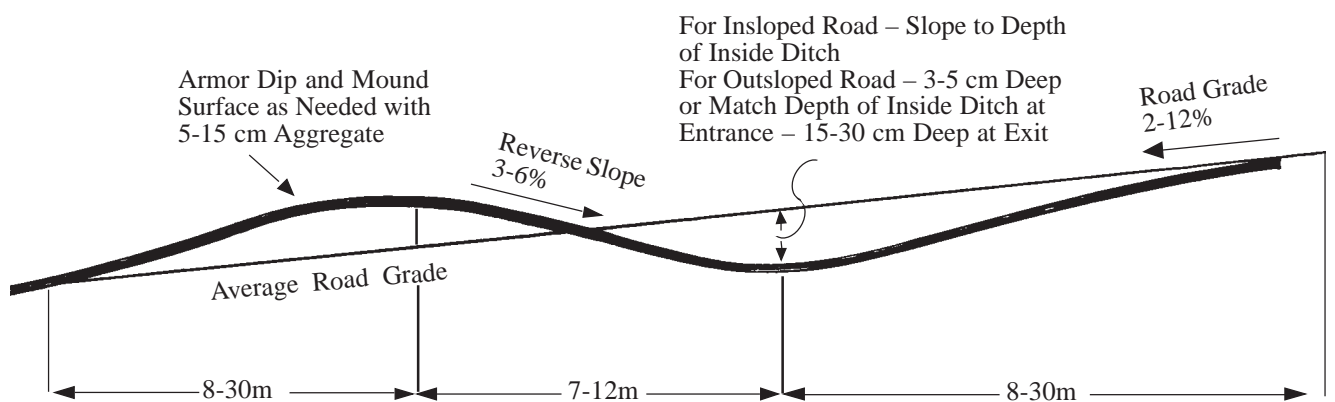 For Insloped Road – Slope to Depth
of Inside Ditch
For Outsloped Road – 3-5 cm Deep
or Match Depth of Inside Ditch at
Entrance – 15-30 cm Deep at Exit
Armor Dip and Mound
Surface as Needed with
5-15 cm Aggregate
Road Grade
2-12%
Reverse Slope
3-6%
Average Road Grade
8-30m
7-12m
8-30m